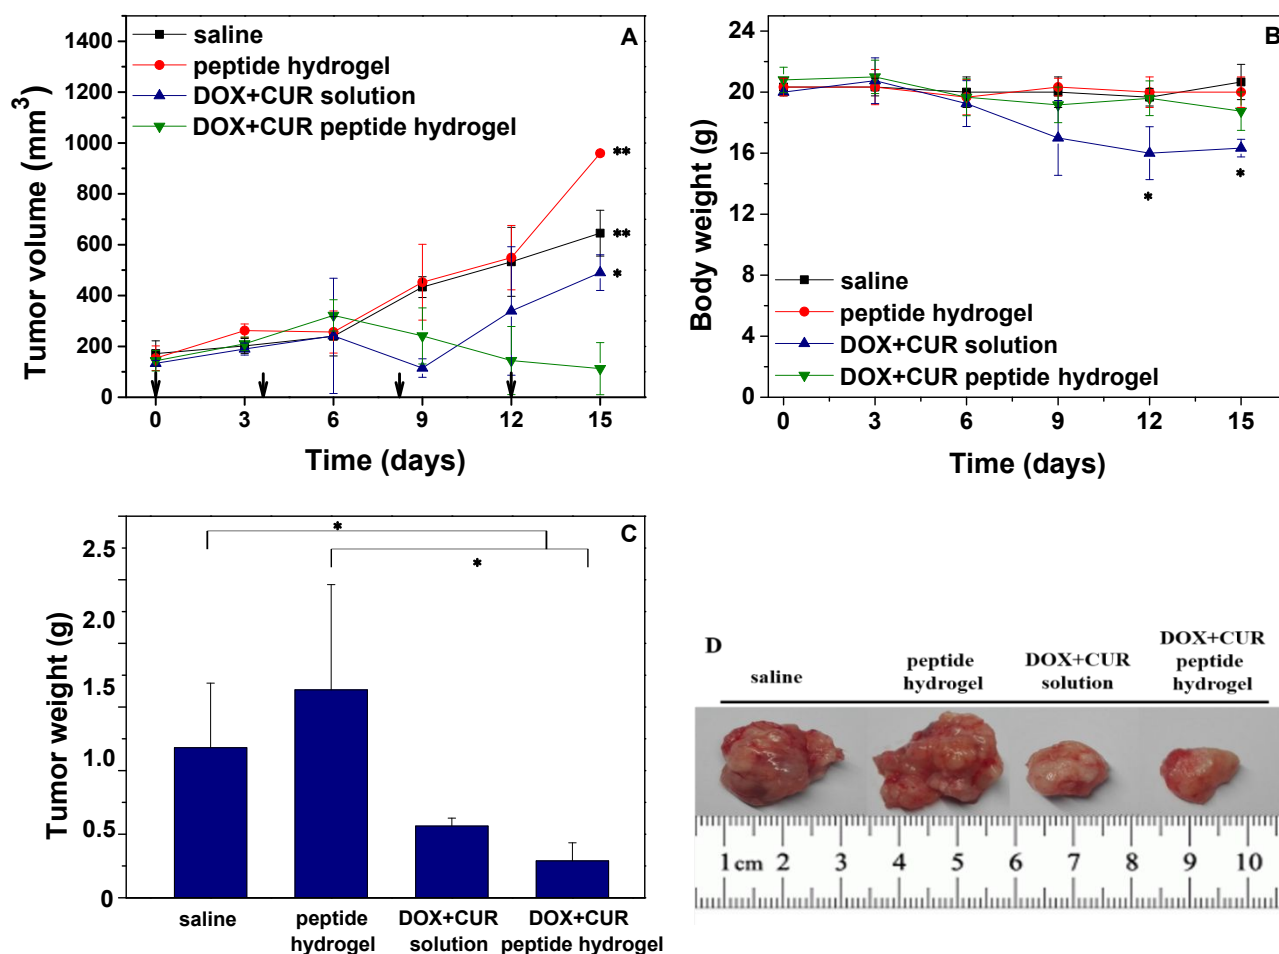 A
saline
peptide hydrogel
DOX+CUR solution
DOX+CUR peptide hydrogel
1400
1200
1000
800
600
400
200
0
**
**
*
0 3 6 9 12 15
Tumor volume (mm³)
Time (days)
B
24
20
16
12
8
4
0
* *
saline
peptide hydrogel
DOX+CUR solution
DOX+CUR peptide hydrogel
0 3 6 9 12 15
Body weight (g)
Time (days)
C
*
*
2.5
2.0
1.5
1.0
0.5
0
Tumor weight (g)
saline
peptide
hydrogel
DOX+CUR
solution
DOX+CUR
peptide hydrogel
D
saline
peptide
hydrogel
DOX+CUR
solution
DOX+CUR
peptide
hydrogel
1 cm 2 3 4 5 6 7 8 9 10